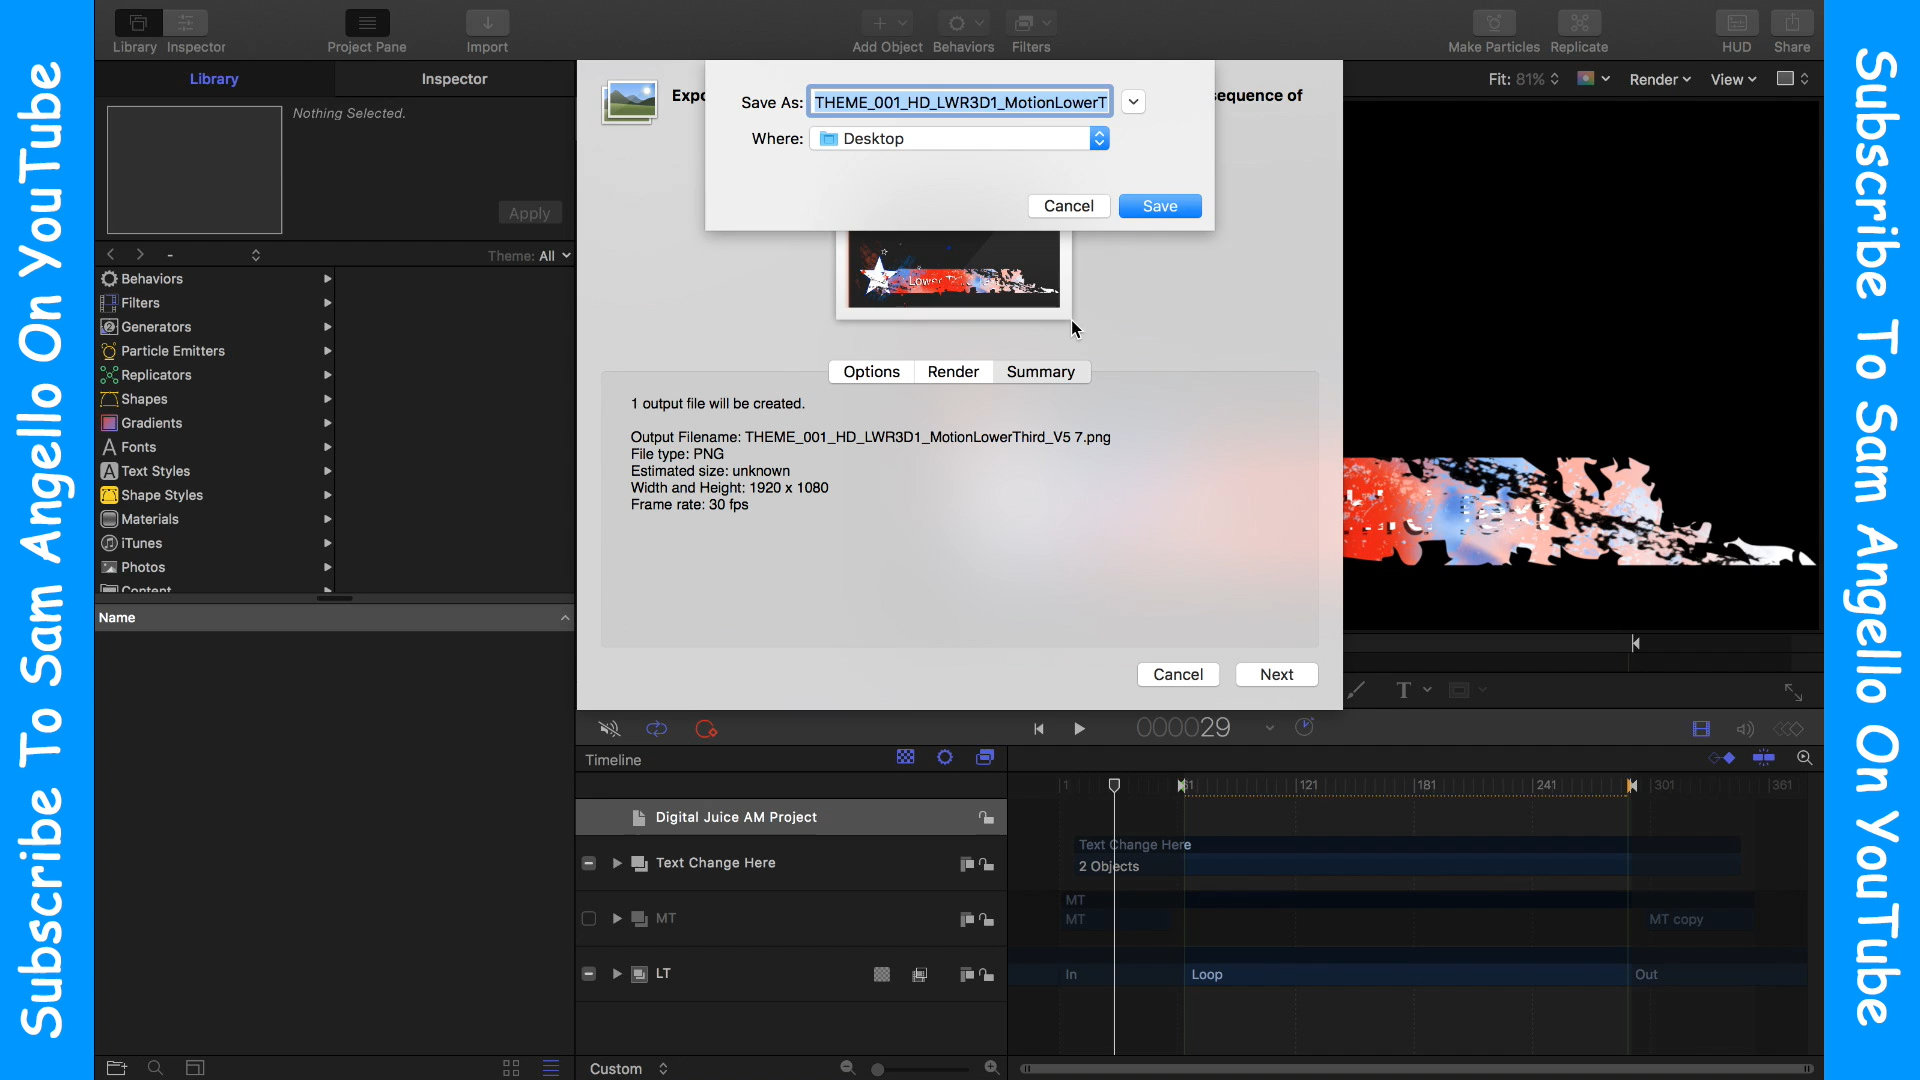 Subscribe To Sam Angello On YouTube
Library
Inspector
Project Pane
Import
Add Object
Behaviors
Filters
Make Particles
Replicate
HUD
Share
Library
Inspector
Nothing Selected.
Apply
-
Theme: All
Behaviors
Filters
Generators
Particle Emitters
Replicators
Shapes
Gradients
Fonts
Text Styles
Shape Styles
Materials
iTunes
Photos
Content
Name
Save As: THEME_001_HD_LWR3D1_MotionLowerT
Where: Desktop
Cancel
Save
Expo
sequence of
Lower
Options
Render
Summary
1 output file will be created.
Output Filename: THEME_001_HD_LWR3D1_MotionLowerThird_V5 7.png
File type: PNG
Estimated size: unknown
Width and Height: 1920 x 1080
Frame rate: 30 fps
Cancel
Next
Fit: 81%
Render
View
T
000029
Timeline
1
61
121
181
241
301
361
Digital Juice AM Project
Text Change Here
MT
LT
Text Change Here
2 Objects
MT
MT
MT copy
In
Loop
Out
Custom
Subscribe To Sam Angello On YouTube